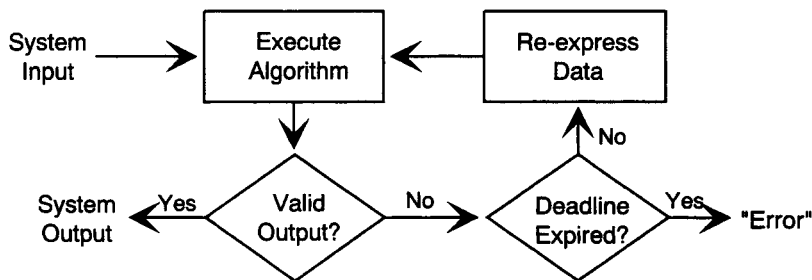 System
Input
Execute
Algorithm
Re-express
Data
No
System
Output
Yes
Valid
Output?
No
Deadline
Expired?
Yes
"Error"